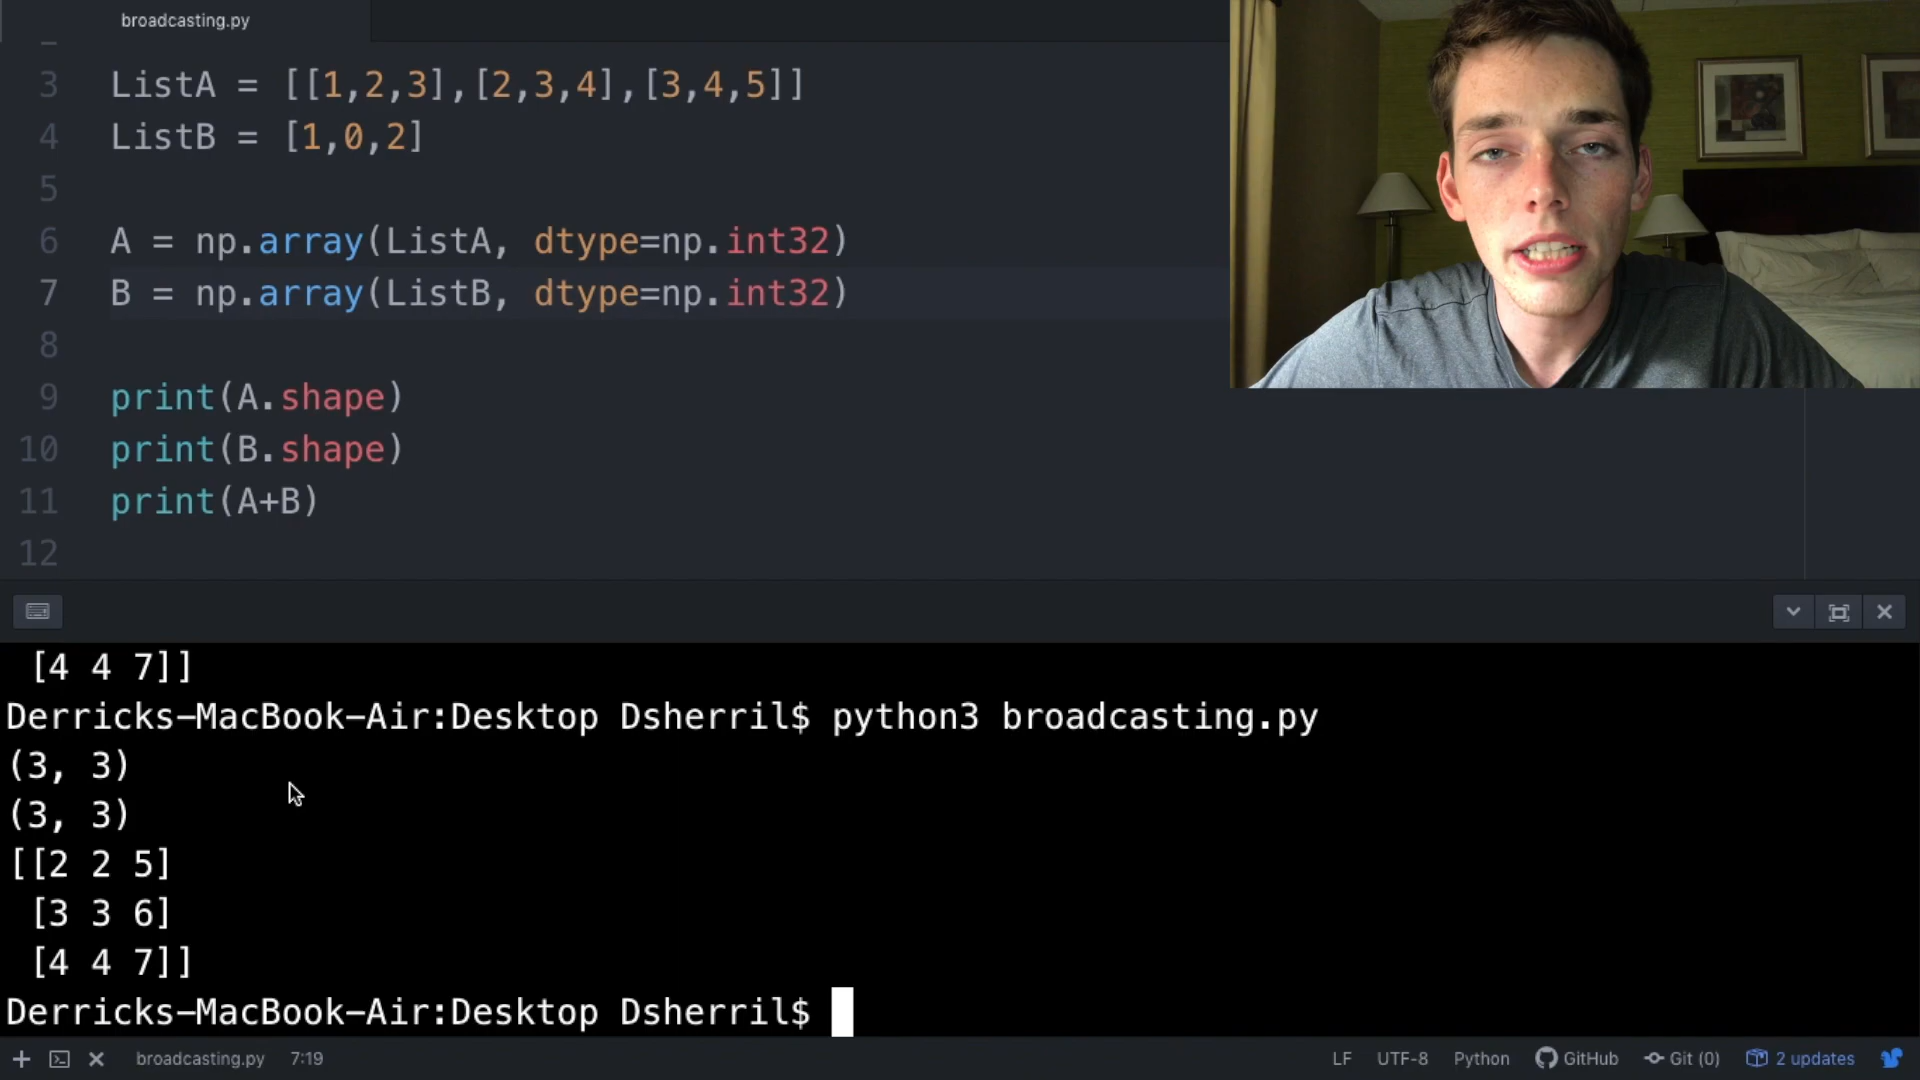 broadcasting.py
3 ListA = [[1,2,3],[2,3,4],[3,4,5]]
4 ListB = [1,0,2]
5
6 A = np.array(ListA, dtype=np.int32)
7 B = np.array(ListB, dtype=np.int32)
8
9 print(A.shape)
10 print(B.shape)
11 print(A+B)
12
[4 4 7]]
Derricks-MacBook-Air:Desktop Dsherril$ python3 broadcasting.py
(3, 3)
(3, 3)
[[2 2 5]
[3 3 6]
[4 4 7]]
Derricks-MacBook-Air:Desktop Dsherril$
broadcasting.py 7:19 LF UTF-8 Python GitHub Git (0) 2 updates